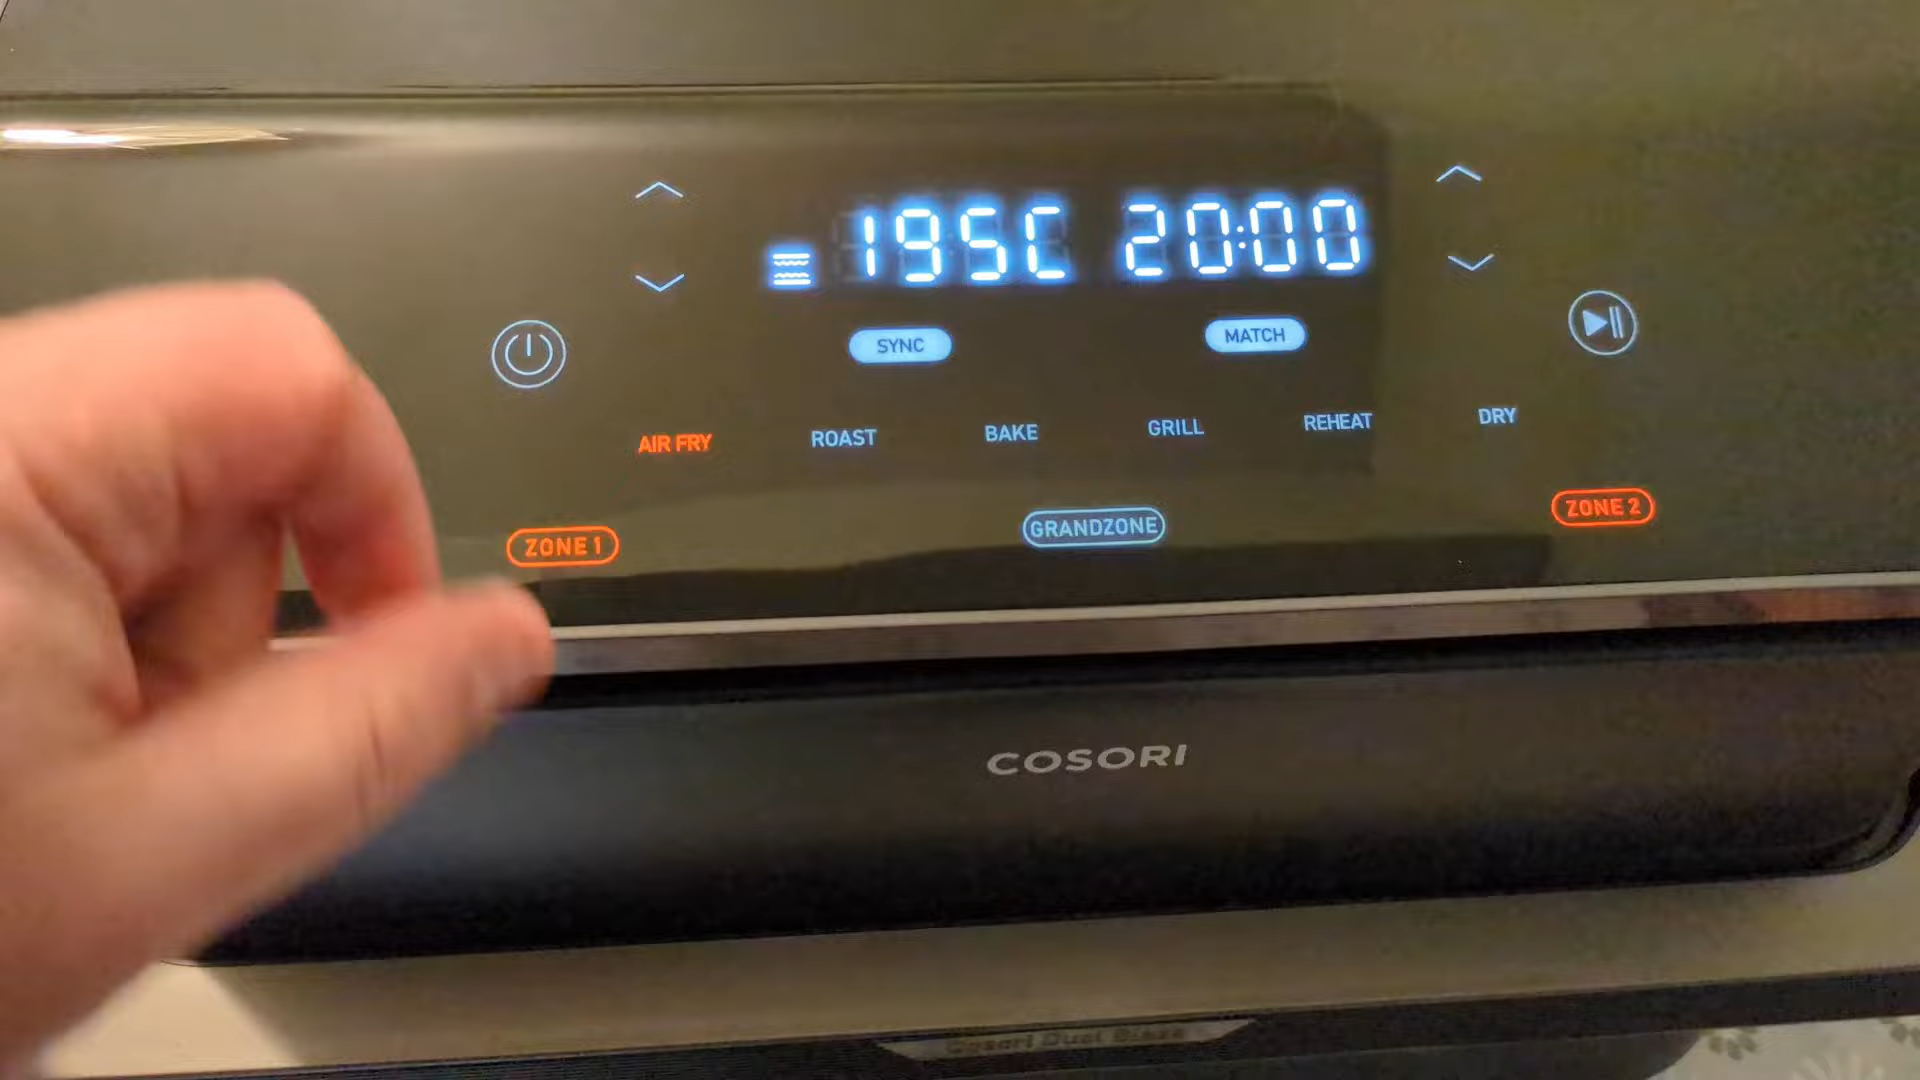 195C 20:00
SYNC MATCH
AIR FRY ROAST BAKE GRILL REHEAT DRY
ZONE 1 GRANDZONE ZONE 2
COSORI
Cosori Dual Blaze